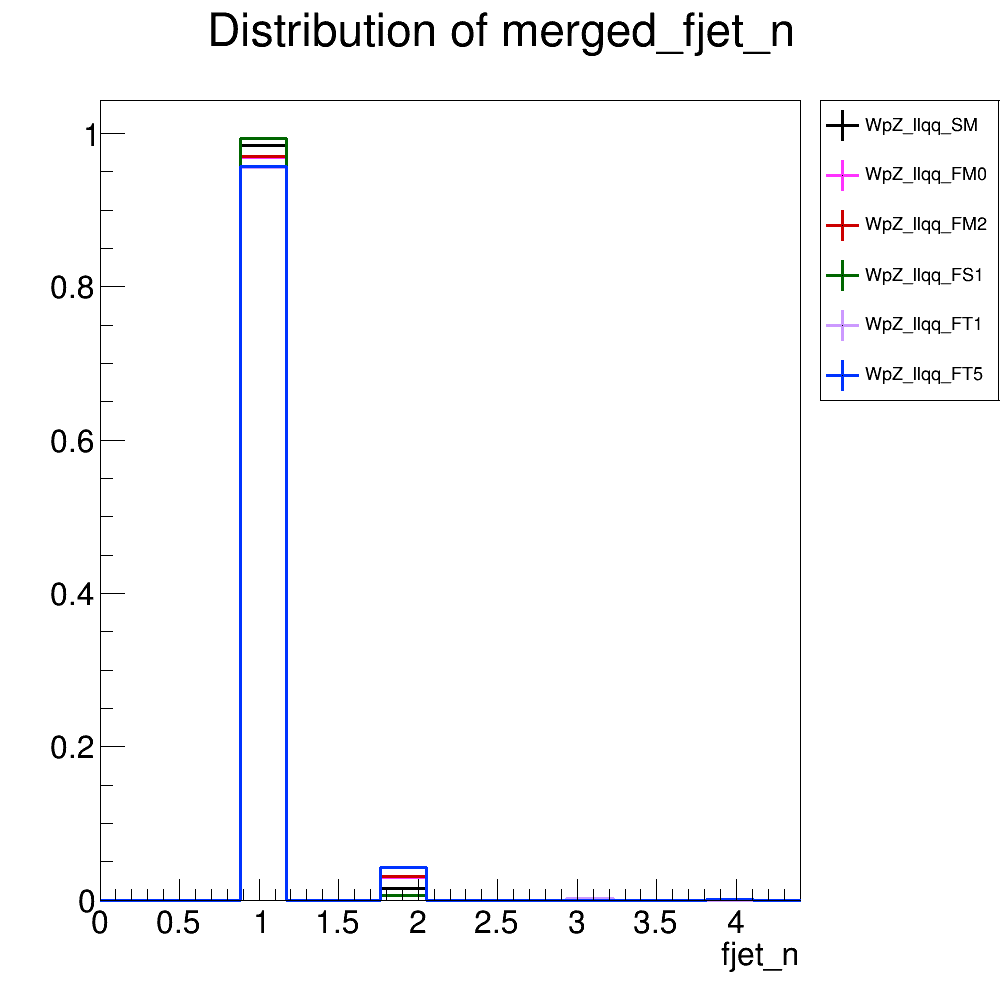 Distribution of merged_fjet_n
1
0.8
0.6
0.4
0.2
0
0 0.5 1 1.5 2 2.5 3 3.5 4
fjet_n
WpZ_llqq_SM
WpZ_llqq_FM0
WpZ_llqq_FM2
WpZ_llqq_FS1
WpZ_llqq_FT1
WpZ_llqq_FT5